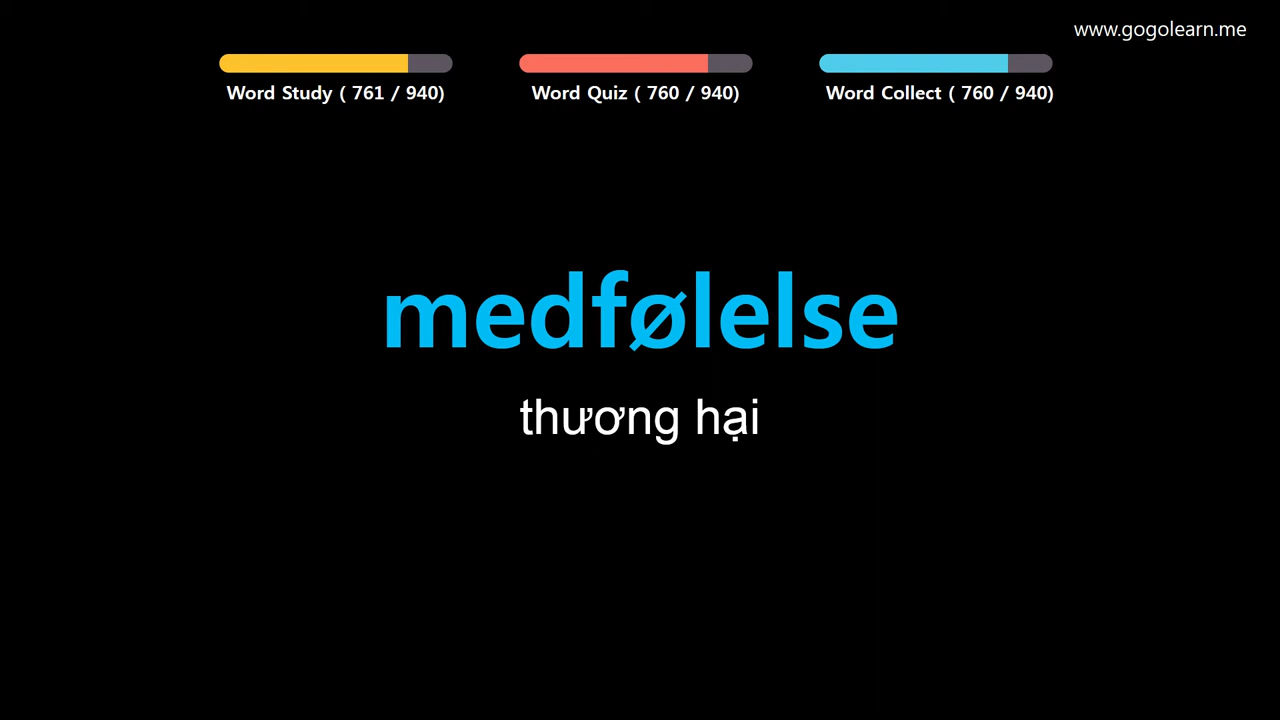 www.gogolearn.me
Word Study ( 761 / 940)
Word Quiz ( 760 / 940)
Word Collect ( 760 / 940)
medfølelse
thương hại